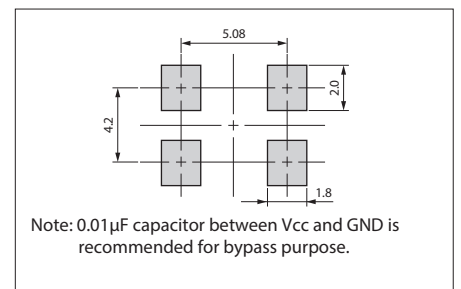 5.08
2.0
4.2
1.8
Note: 0.01μF capacitor between Vcc and GND is
recommended for bypass purpose.